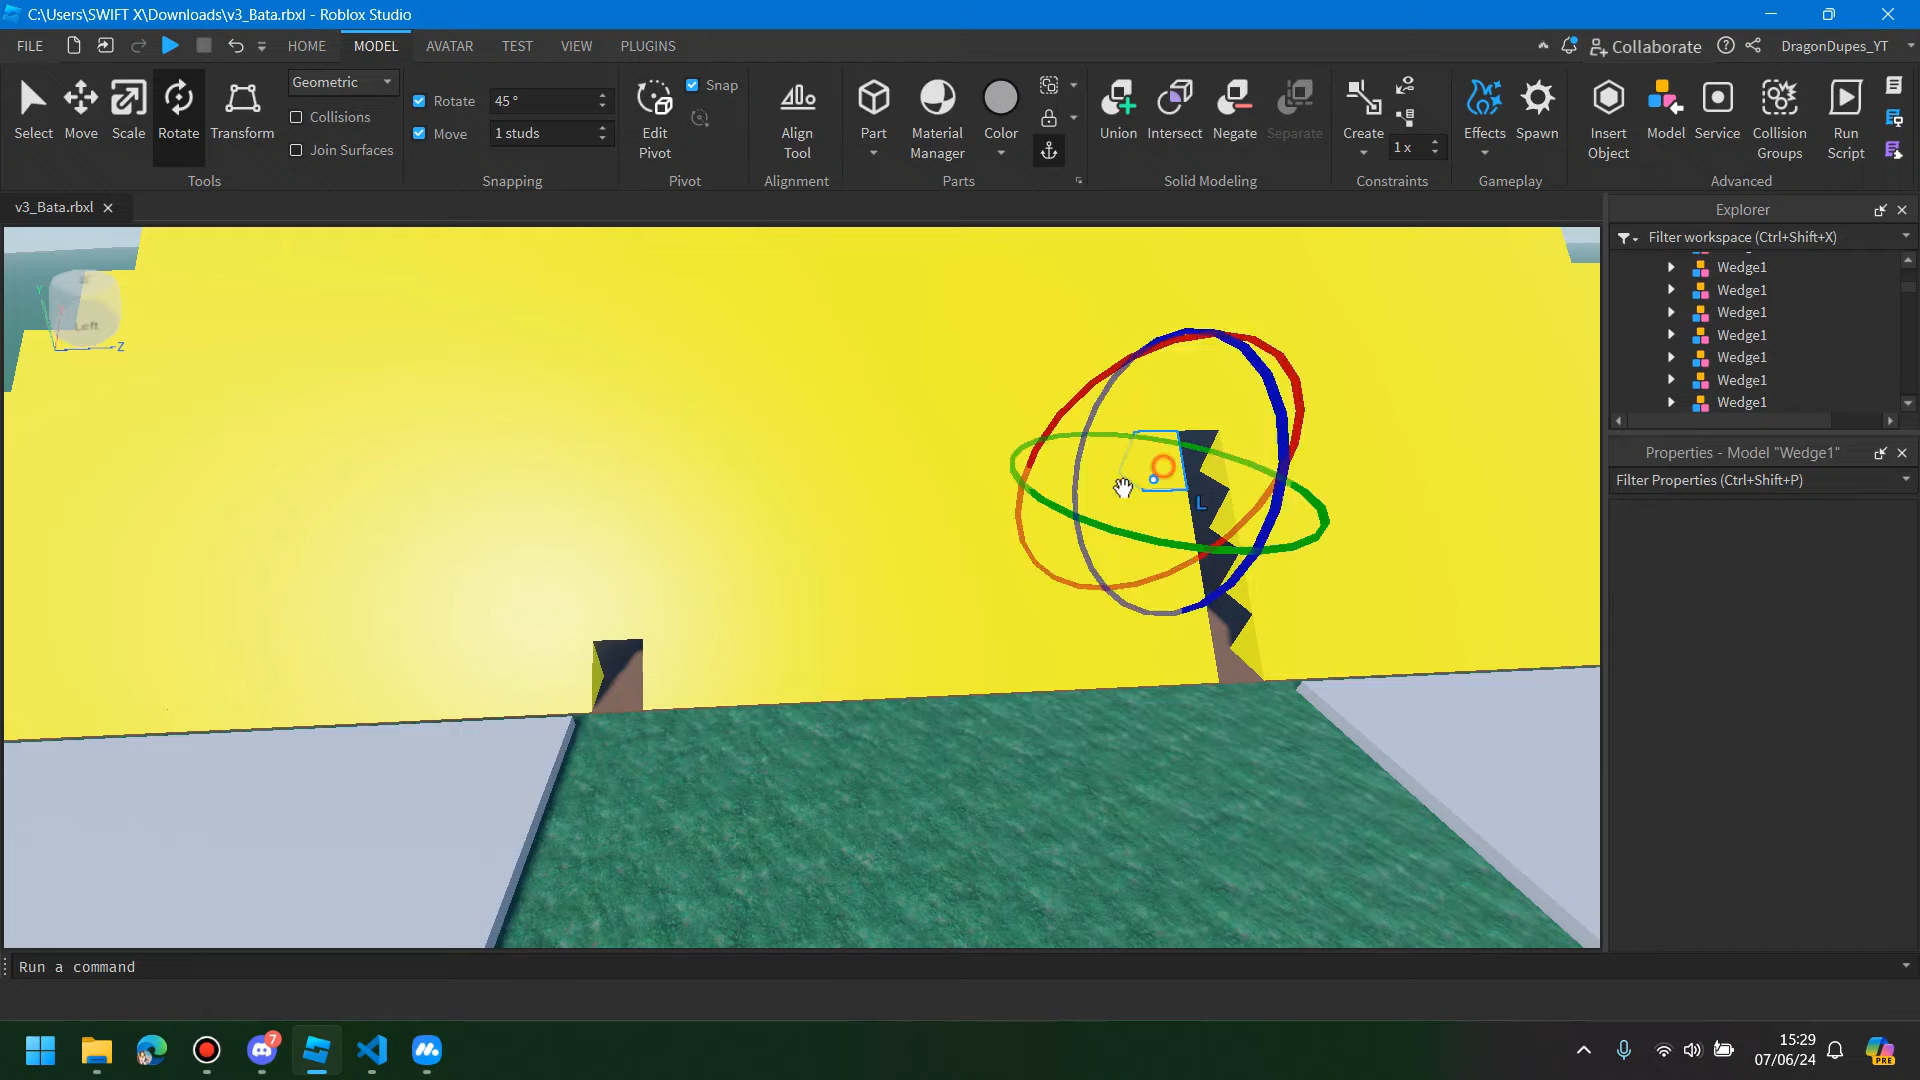 C:\Users\SWIFT X\Downloads\v3_Bata.rbxl - Roblox Studio
FILE HOME MODEL AVATAR TEST VIEW PLUGINS Collaborate DragonDupes_YT
Select Move Scale Rotate Transform
Geometric
Collisions
Join Surfaces
Tools
Rotate 45 °
Move 1 studs
Snapping
Edit
Pivot
Snap
Pivot
Align
Tool
Alignment
Part
Material
Manager
Color
Parts
Union Intersect Negate Separate
Solid Modeling
Create
1 x
Constraints
Effects Spawn
Gameplay
Insert
Object
Model
Service
Collision
Groups
Run
Script
Advanced
v3_Bata.rbxl
Explorer
Filter workspace (Ctrl+Shift+X)
Wedge1
Wedge1
Wedge1
Wedge1
Wedge1
Wedge1
Wedge1
Properties - Model "Wedge1"
Filter Properties (Ctrl+Shift+P)
Y
Left
Z
L
Run a command
7
15:29
07/06/24
PRE